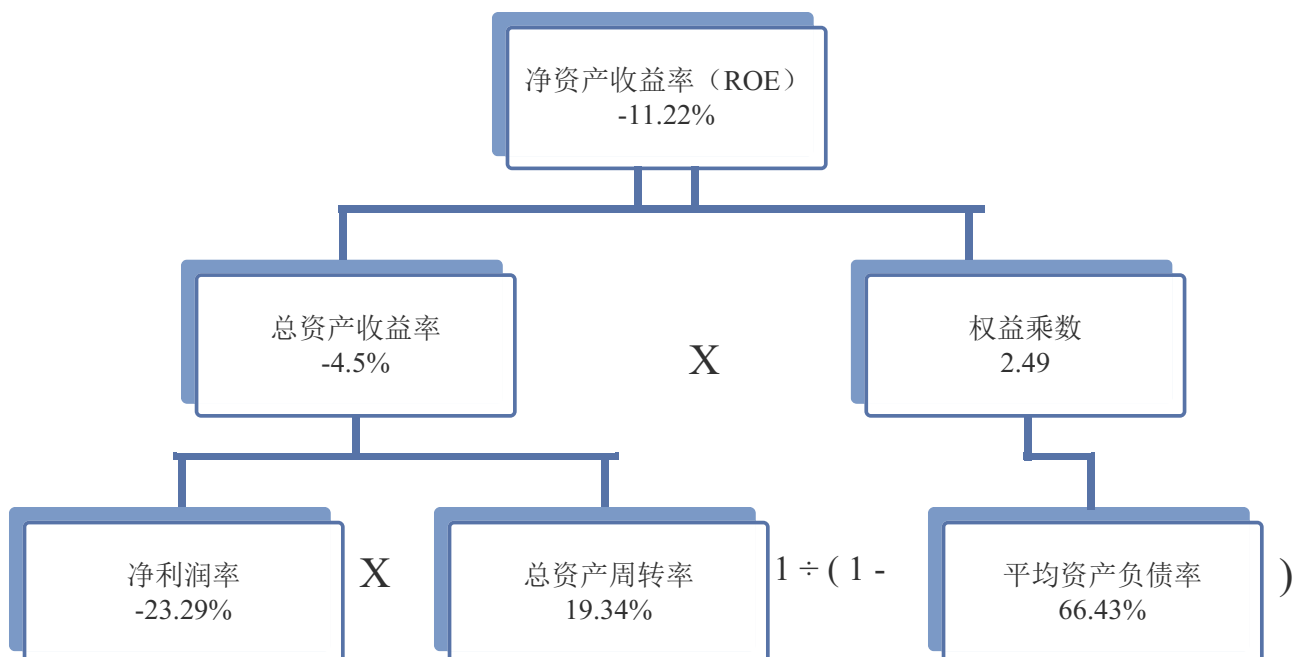 净资产收益率（ROE）
-11.22%
总资产收益率
-4.5%
X
权益乘数
2.49
净利润率
-23.29%
X
总资产周转率
19.34%
1 ÷ ( 1 -
平均资产负债率
66.43%
)